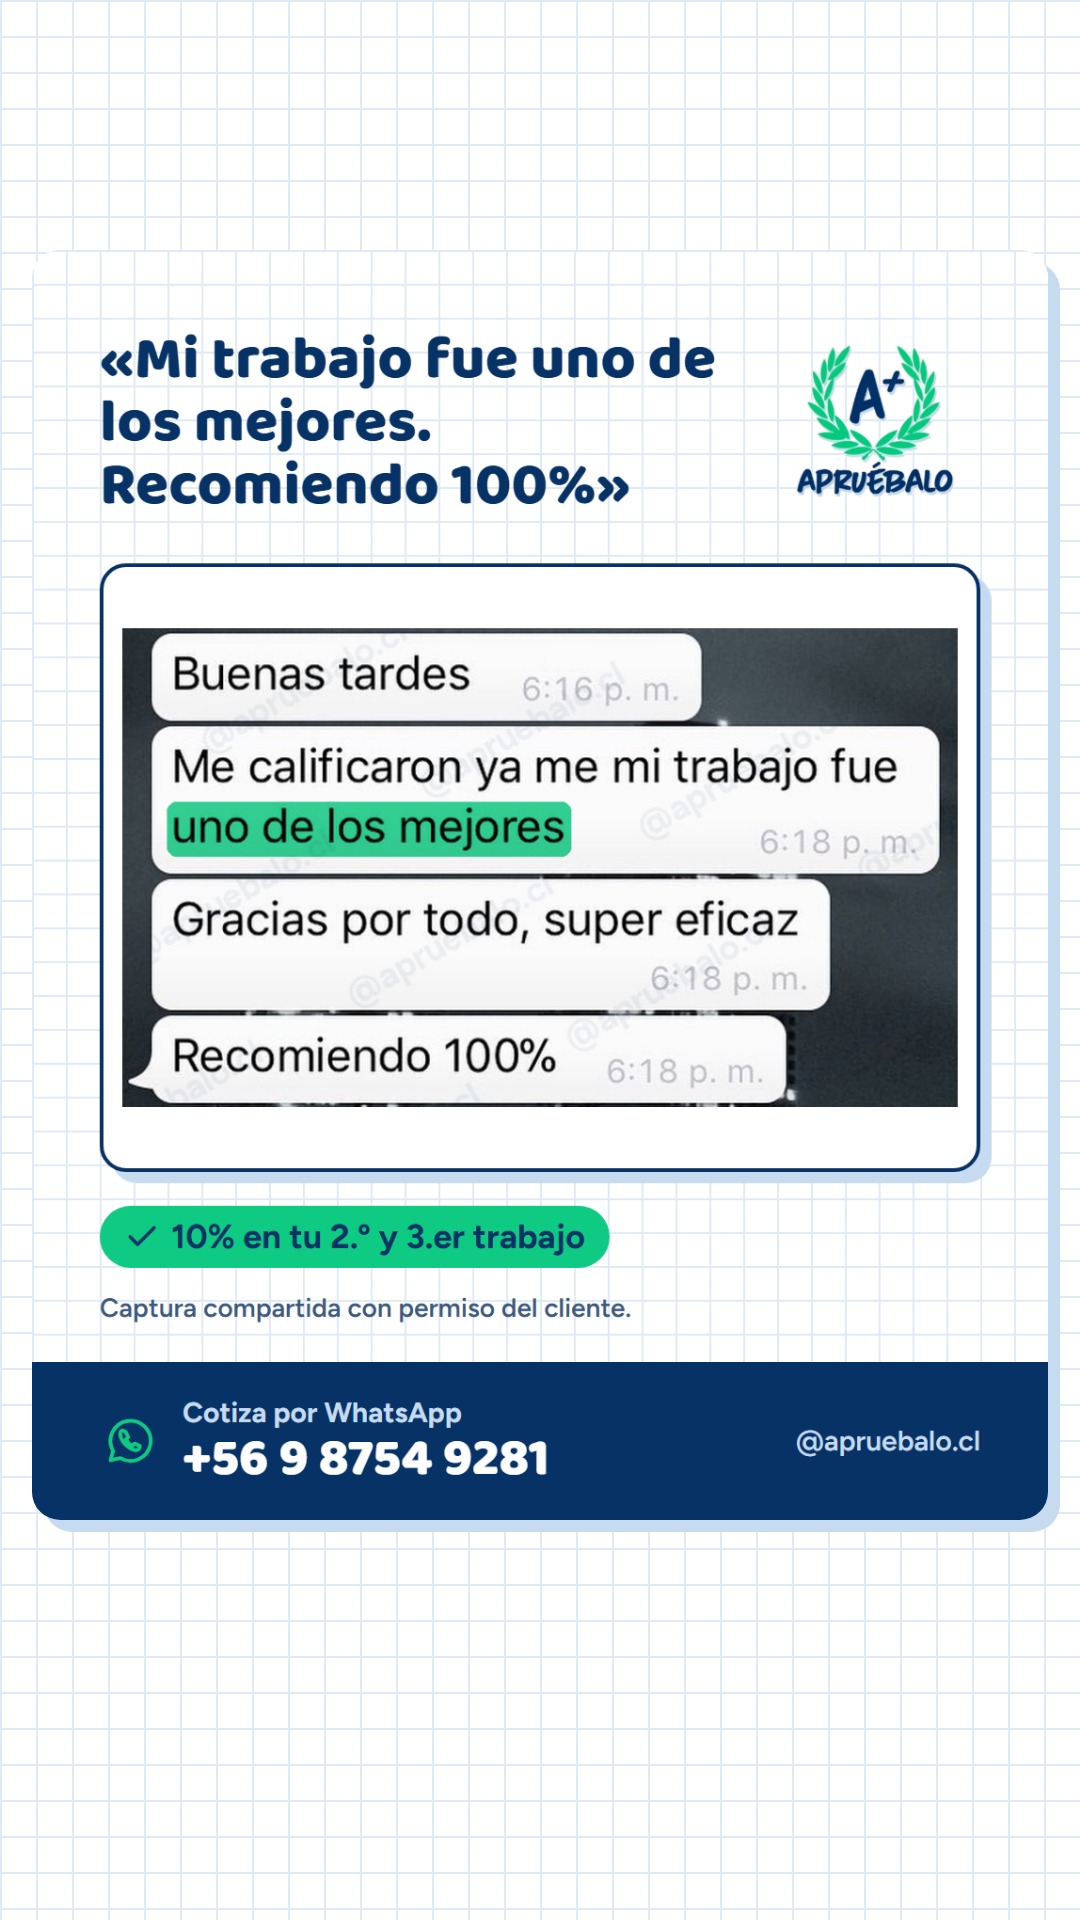 «Mi trabajo fue uno de
los mejores.
Recomiendo 100%»
A+
APRUÉBALO
Buenas tardes
6:16 p. m.
Me calificaron ya me mi trabajo fue
uno de los mejores
6:18 p. m.
Gracias por todo, super eficaz
6:18 p. m.
Recomiendo 100%
6:18 p. m.
@apruebalo.cl
10% en tu 2.º y 3.er trabajo
Captura compartida con permiso del cliente.
Cotiza por WhatsApp
+56 9 8754 9281
@apruebalo.cl